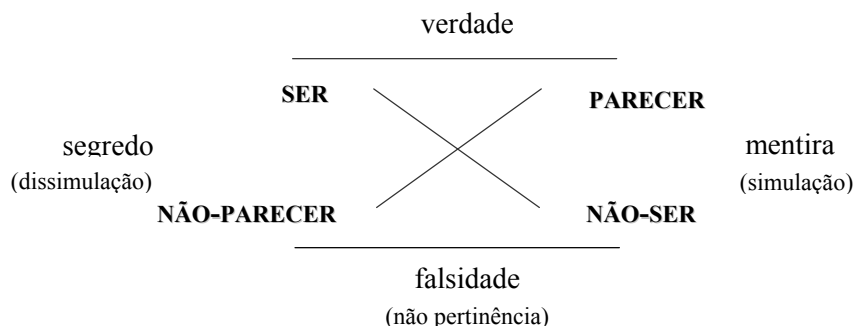 verdade
SER PARECER
segredo mentira
(dissimulação) (simulação)
NÃO-PARECER NÃO-SER
falsidade
(não pertinência)